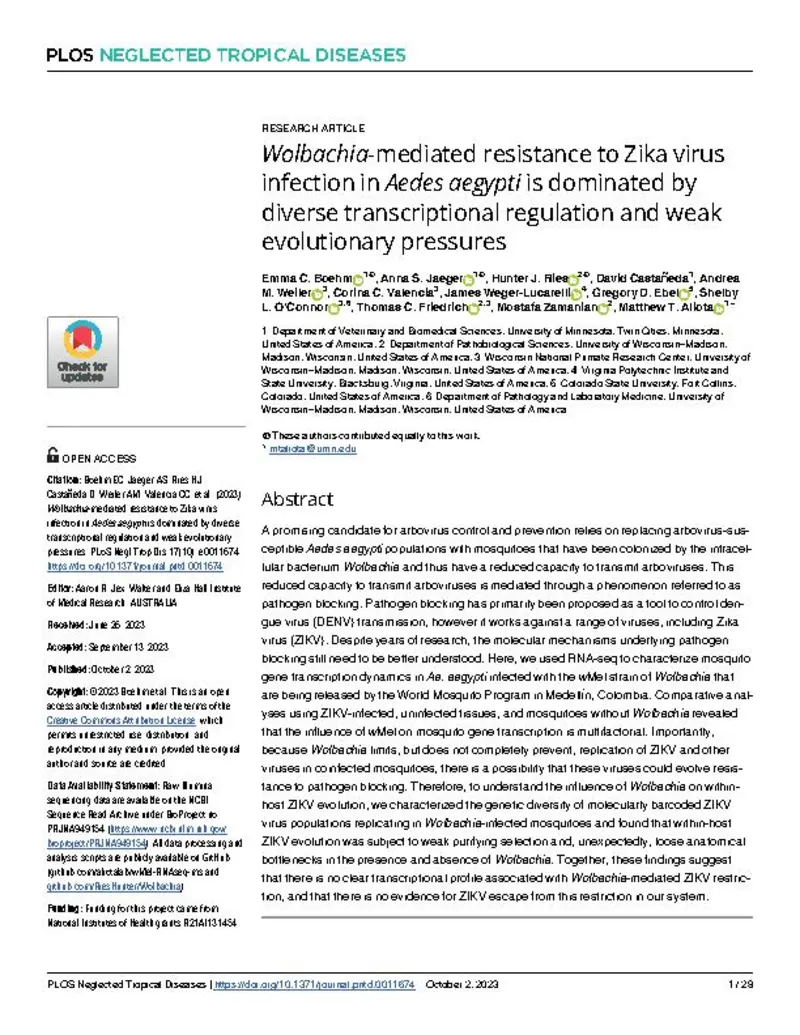 PLOS NEGLECTED TROPICAL DISEASES
RESEARCH ARTICLE
Wolbachia-mediated resistance to Zika virus
infection in Aedes aegypti is dominated by
diverse transcriptional regulation and weak
evolutionary pressures
Emma C. Boehm 1☯, Anna S. Jaeger 1☯, Hunter J. Ries 2☯, David Castañeda1, Andrea
M. Weiler 3, Corina C. Valencia3, James Weger-Lucarelli 4, Gregory D. Ebel 5, Shelby
L. O'Connor 3,6, Thomas C. Friedrich 2,3, Mostafa Zamanian 2, Matthew T. Aliota 1*
1 Department of Veterinary and Biomedical Sciences, University of Minnesota, Twin Cities, Minnesota,
United States of America, 2 Department of Pathobiological Sciences, University of Wisconsin–Madison,
Madison, Wisconsin, United States of America, 3 Wisconsin National Primate Research Center, University of
Wisconsin–Madison, Madison, Wisconsin, United States of America, 4 Virginia Polytechnic Institute and
State University, Blacksburg, Virginia, United States of America, 5 Colorado State University, Fort Collins,
Colorado, United States of America, 6 Department of Pathology and Laboratory Medicine, University of
Wisconsin–Madison, Madison, Wisconsin, United States of America
☯ These authors contributed equally to this work.
* mtaliota@umn.edu
Abstract
A promising candidate for arbovirus control and prevention relies on replacing arbovirus-sus-
ceptible Aedes aegypti populations with mosquitoes that have been colonized by the intracel-
lular bacterium Wolbachia and thus have a reduced capacity to transmit arboviruses. This
reduced capacity to transmit arboviruses is mediated through a phenomenon referred to as
pathogen blocking. Pathogen blocking has primarily been proposed as a tool to control den-
gue virus (DENV) transmission, however it works against a range of viruses, including Zika
virus (ZIKV). Despite years of research, the molecular mechanisms underlying pathogen
blocking still need to be better understood. Here, we used RNA-seq to characterize mosquito
gene transcription dynamics in Ae. aegypti infected with the wMel strain of Wolbachia that
are being released by the World Mosquito Program in Medellín, Colombia. Comparative anal-
yses using ZIKV-infected, uninfected tissues, and mosquitoes without Wolbachia revealed
that the influence of wMel on mosquito gene transcription is multifactorial. Importantly,
because Wolbachia limits, but does not completely prevent, replication of ZIKV and other
viruses in coinfected mosquitoes, there is a possibility that these viruses could evolve resis-
tance to pathogen blocking. Therefore, to understand the influence of Wolbachia on within-
host ZIKV evolution, we characterized the genetic diversity of molecularly barcoded ZIKV
virus populations replicating in Wolbachia-infected mosquitoes and found that within-host
ZIKV evolution was subject to weak purifying selection and, unexpectedly, loose anatomical
bottlenecks in the presence and absence of Wolbachia. Together, these findings suggest
that there is no clear transcriptional profile associated with Wolbachia-mediated ZIKV restric-
tion, and that there is no evidence for ZIKV escape from this restriction in our system.
Check for
updates
OPEN ACCESS
Citation: Boehm EC, Jaeger AS, Ries HJ,
Castañeda D, Weiler AM, Valencia CC, et al. (2023)
Wolbachia-mediated resistance to Zika virus
infection in Aedes aegypti is dominated by diverse
transcriptional regulation and weak evolutionary
pressures. PLoS Negl Trop Dis 17(10): e0011674.
https://doi.org/10.1371/journal.pntd.0011674
Editor: Aaron R. Jex, Walter and Eliza Hall Institute
of Medical Research, AUSTRALIA
Received: June 26, 2023
Accepted: September 13, 2023
Published: October 2, 2023
Copyright: © 2023 Boehm et al. This is an open
access article distributed under the terms of the
Creative Commons Attribution License, which
permits unrestricted use, distribution, and
reproduction in any medium, provided the original
author and source are credited.
Data Availability Statement: Raw Illumina
sequencing data are available on the NCBI
Sequence Read Archive under BioProject no.
PRJNA949154 (https://www.ncbi.nlm.nih.gov/
bioproject/PRJNA949154). All data processing and
analysis scripts are publicly available on GitHub
(github.com/aliotalab/wMel-RNAseq-ms and
github.com/RiesHunter/Wolbachia)
Funding: Funding for this project came from
National Institutes of Health grants R21AI131454
PLOS Neglected Tropical Diseases | https://doi.org/10.1371/journal.pntd.0011674 October 2, 2023
1 / 29